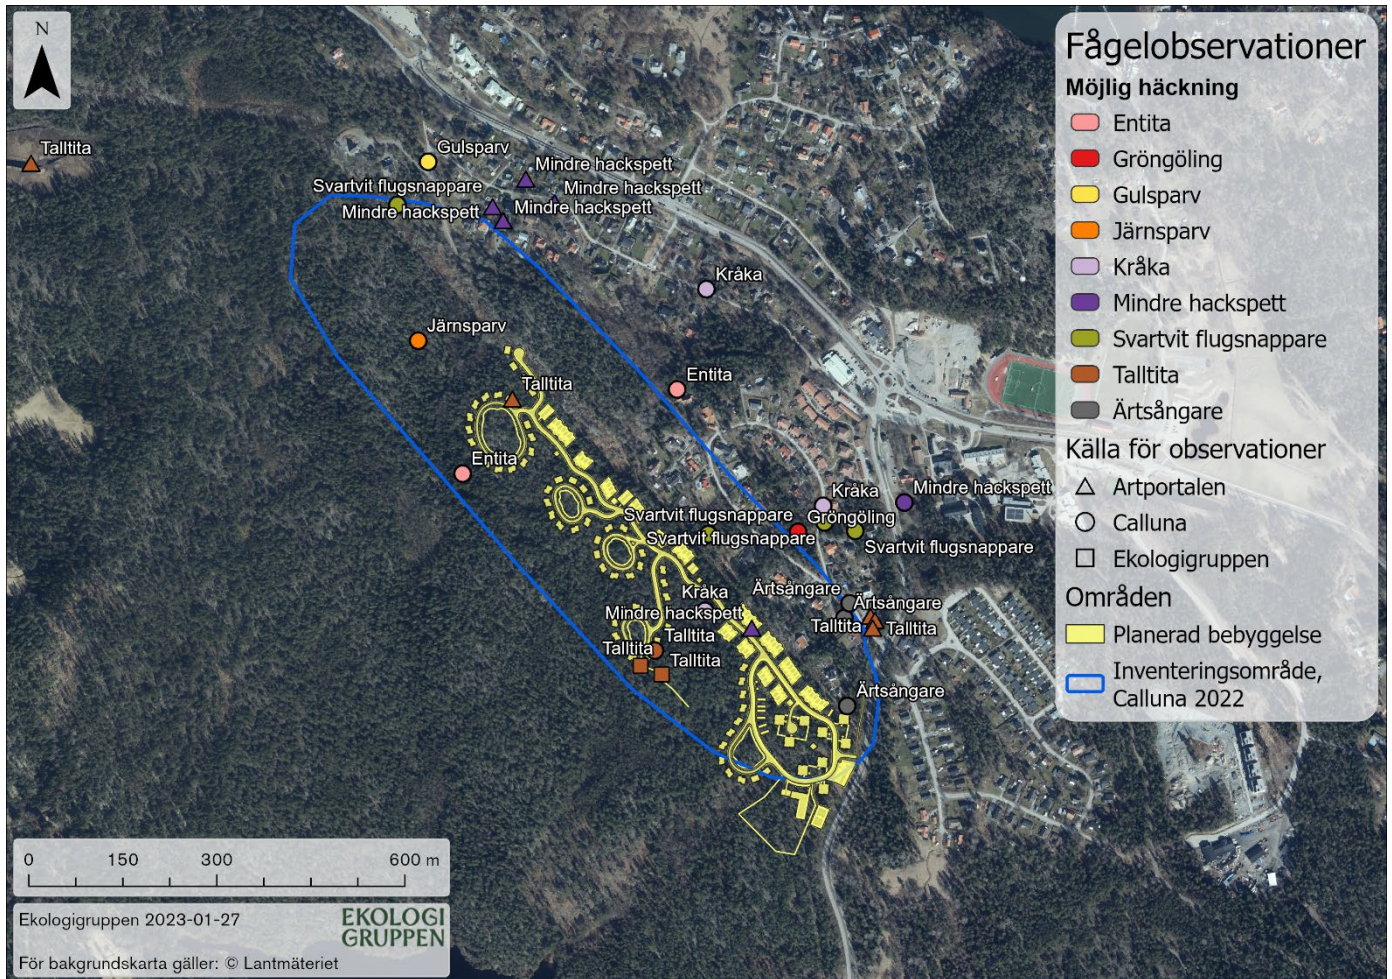 N
Talltita
Gulsparv
Mindre hackspett
Svartvit flugsnappare
Mindre hackspett
Mindre hackspett
Mindre hackspett
Kråka
Järnsparv
Entita
Talltita
Entita
Kråka
Mindre hackspett
Svartvit flugsnappare
Gröngöling
Svartvit flugsnappare
Svartvit flugsnappare
Ärtsångare
Ärtsångare
Kråka
Mindre hackspett
Talltita
Talltita
Talltita
Talltita
Talltita
Ärtsångare
Fågelobservationer
Möjlig häckning
Entita
Gröngöling
Gulsparv
Järnsparv
Kråka
Mindre hackspett
Svartvit flugsnappare
Talltita
Ärtsångare
Källa för observationer
Artportalen
Calluna
Ekologigruppen
Områden
Planerad bebyggelse
Inventeringsområde,
Calluna 2022
0 150 300 600 m
Ekologigruppen 2023-01-27
EKOLOGI
GRUPPEN
För bakgrundskarta gäller: © Lantmäteriet